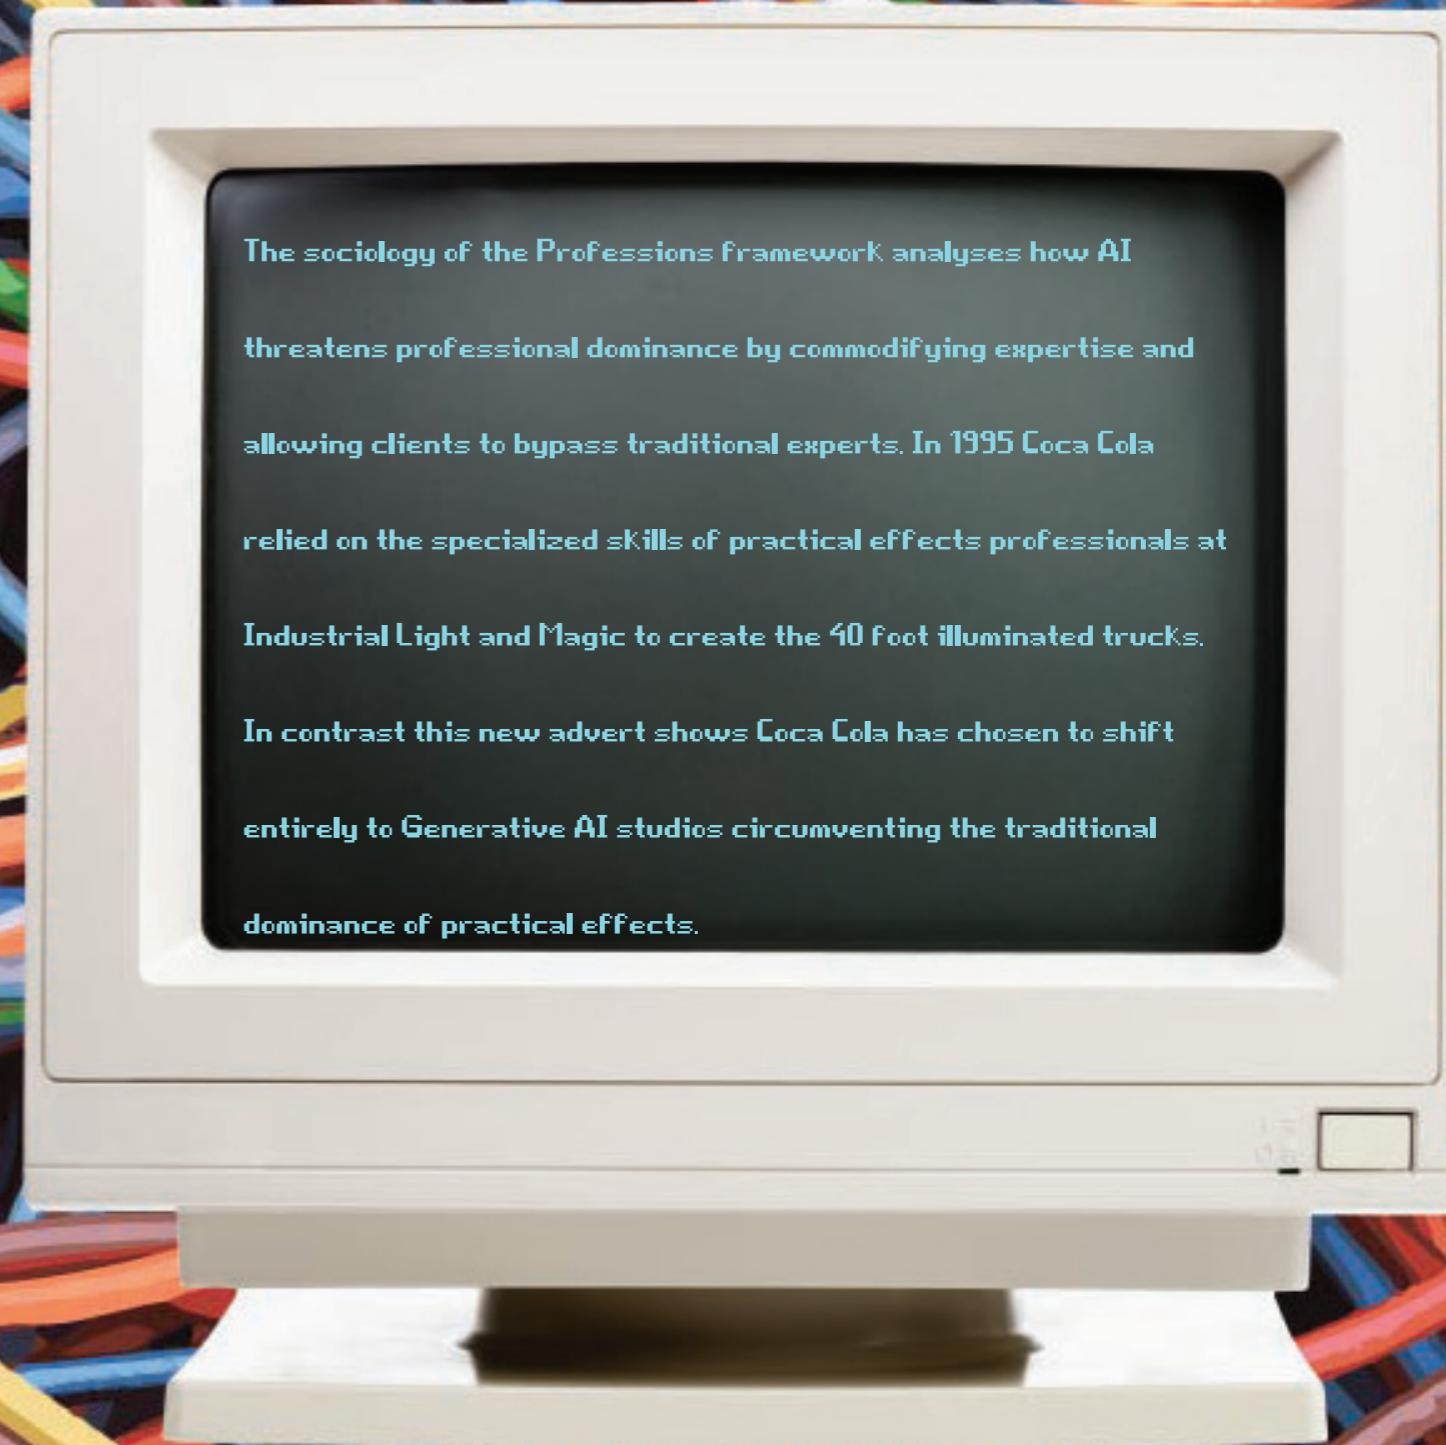 The sociology of the Professions framework analyses how AI
threatens professional dominance by commodifying expertise and
allowing clients to bypass traditional experts. In 1995 Coca Cola
relied on the specialized skills of practical effects professionals at
Industrial Light and Magic to create the 40 foot illuminated trucks.
In contrast this new advert shows Coca Cola has chosen to shift
entirely to Generative AI studios circumventing the traditional
dominance of practical effects.